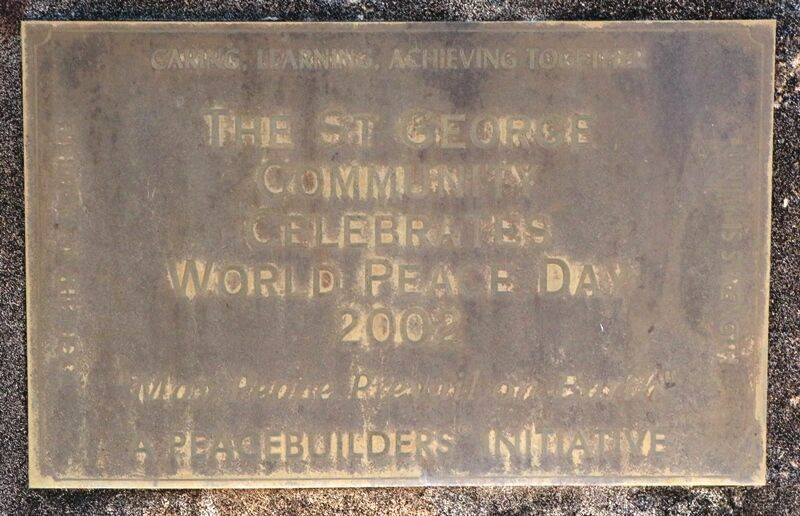 CARING, LEARNING, ACHIEVING TOGETHER
THE ST GEORGE
COMMUNITY
CELEBRATES
WORLD PEACE DAY
2002
"May Peace Prevail on Earth"
A PEACEBUILDERS INITIATIVE